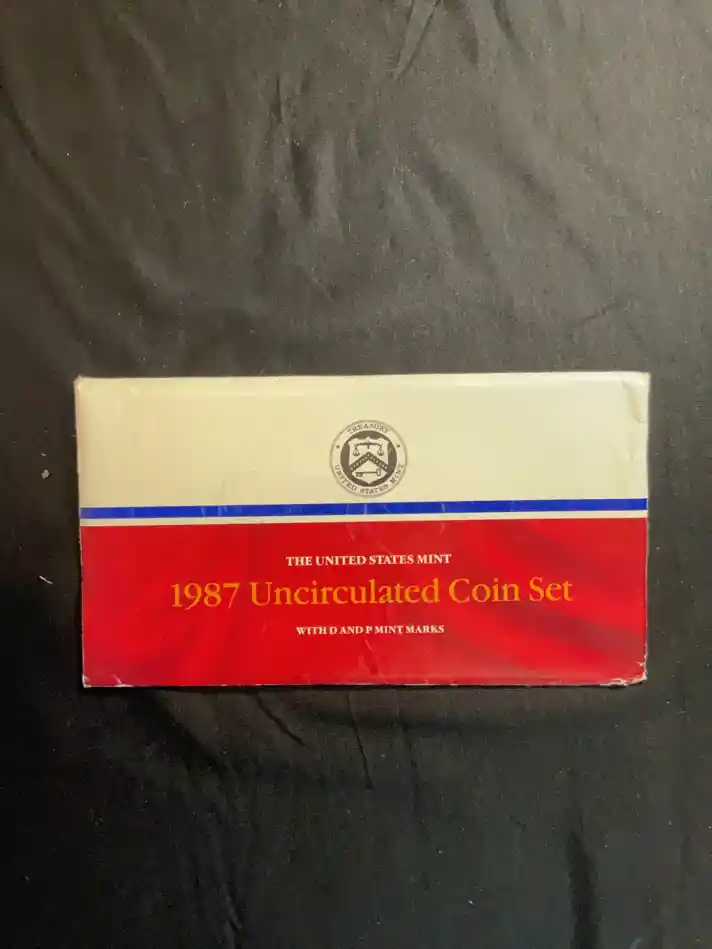 TREASURY
UNITED STATES MINT
THE UNITED STATES MINT
1987 Uncirculated Coin Set
WITH D AND P MINT MARKS